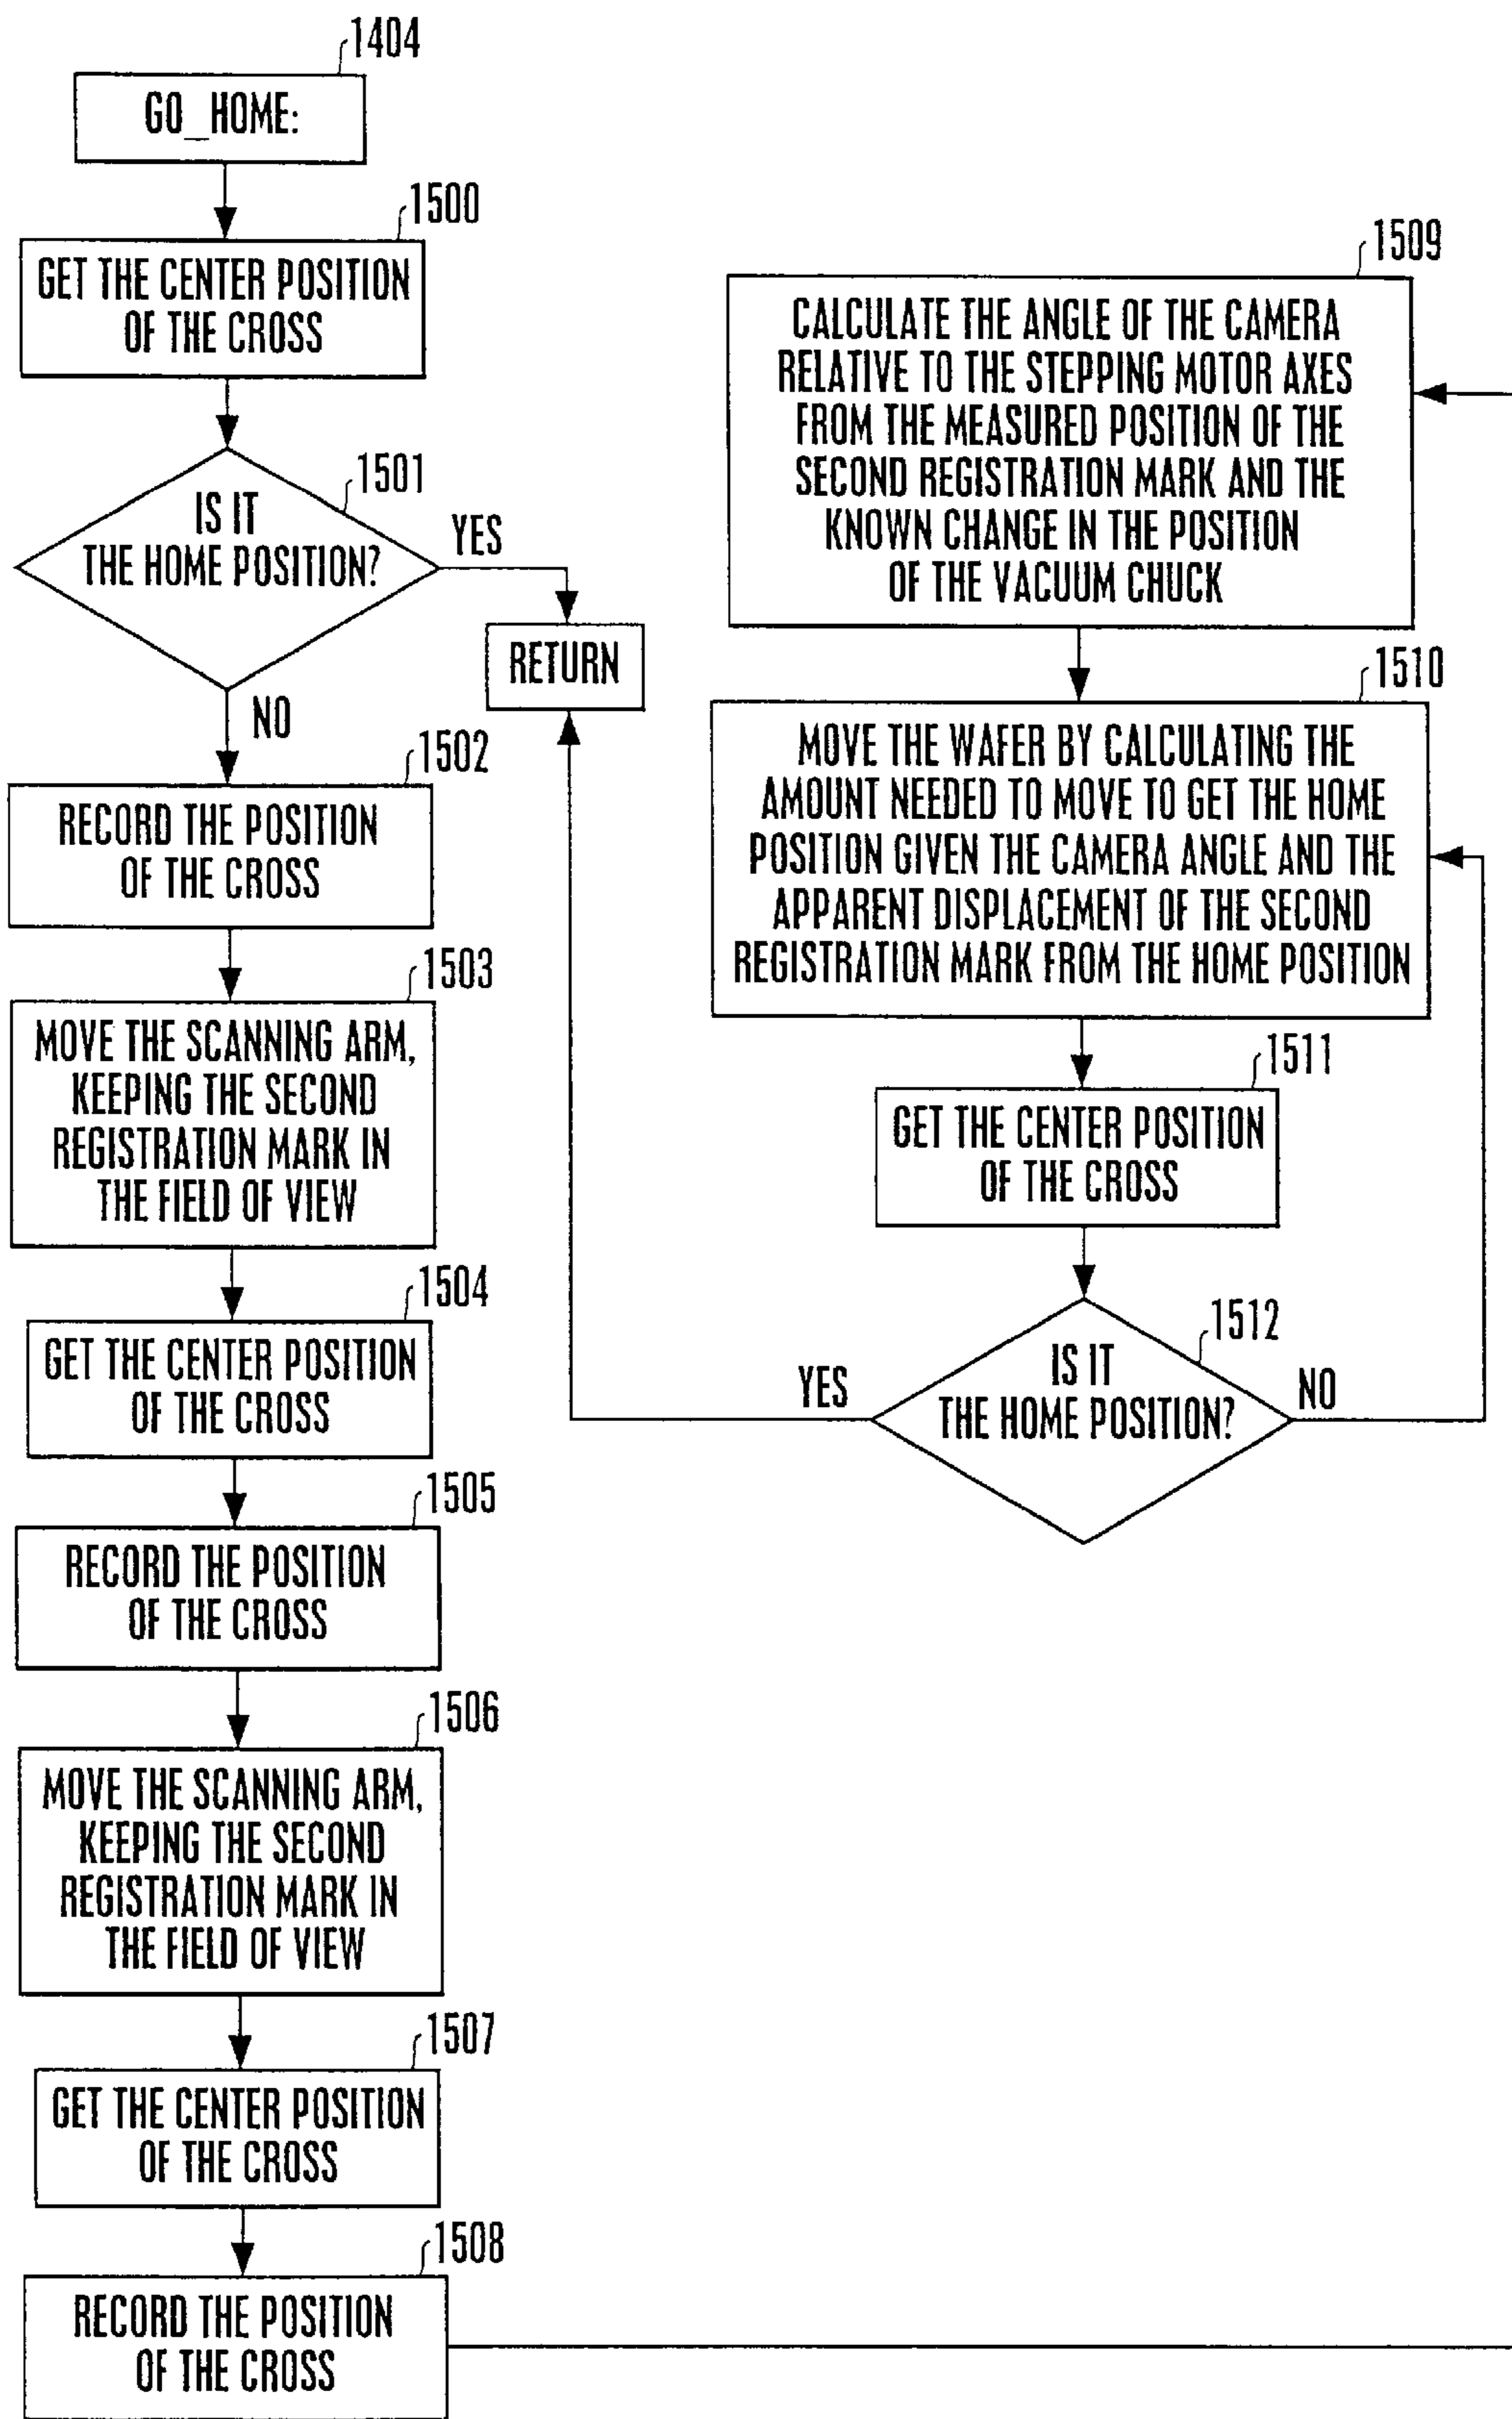 1404
GO_HOME:
1500
GET THE CENTER POSITION
OF THE CROSS
1501
IS IT
THE HOME POSITION?
YES
RETURN
NO
1502
RECORD THE POSITION
OF THE CROSS
1503
MOVE THE SCANNING ARM,
KEEPING THE SECOND
REGISTRATION MARK IN
THE FIELD OF VIEW
1504
GET THE CENTER POSITION
OF THE CROSS
1505
RECORD THE POSITION
OF THE CROSS
1506
MOVE THE SCANNING ARM,
KEEPING THE SECOND
REGISTRATION MARK IN
THE FIELD OF VIEW
1507
GET THE CENTER POSITION
OF THE CROSS
1508
RECORD THE POSITION
OF THE CROSS
1509
CALCULATE THE ANGLE OF THE CAMERA
RELATIVE TO THE STEPPING MOTOR AXES
FROM THE MEASURED POSITION OF THE
SECOND REGISTRATION MARK AND THE
KNOWN CHANGE IN THE POSITION
OF THE VACUUM CHUCK
1510
MOVE THE WAFER BY CALCULATING THE
AMOUNT NEEDED TO MOVE TO GET THE HOME
POSITION GIVEN THE CAMERA ANGLE AND THE
APPARENT DISPLACEMENT OF THE SECOND
REGISTRATION MARK FROM THE HOME POSITION
1511
GET THE CENTER POSITION
OF THE CROSS
1512
IS IT
THE HOME POSITION?
YES
NO